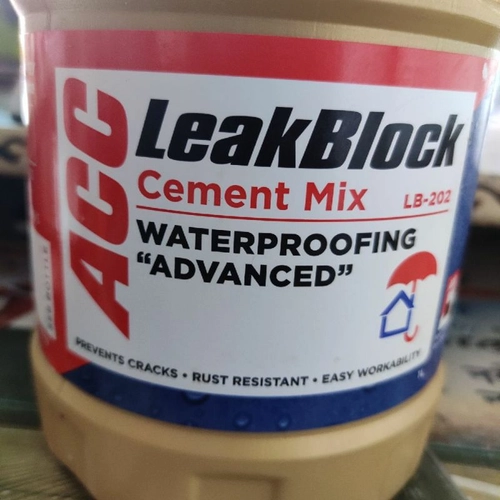 ACC
LeakBlock
Cement Mix LB-202
WATERPROOFING
“ADVANCED”
PREVENTS CRACKS • RUST RESISTANT • EASY WORKABILITY